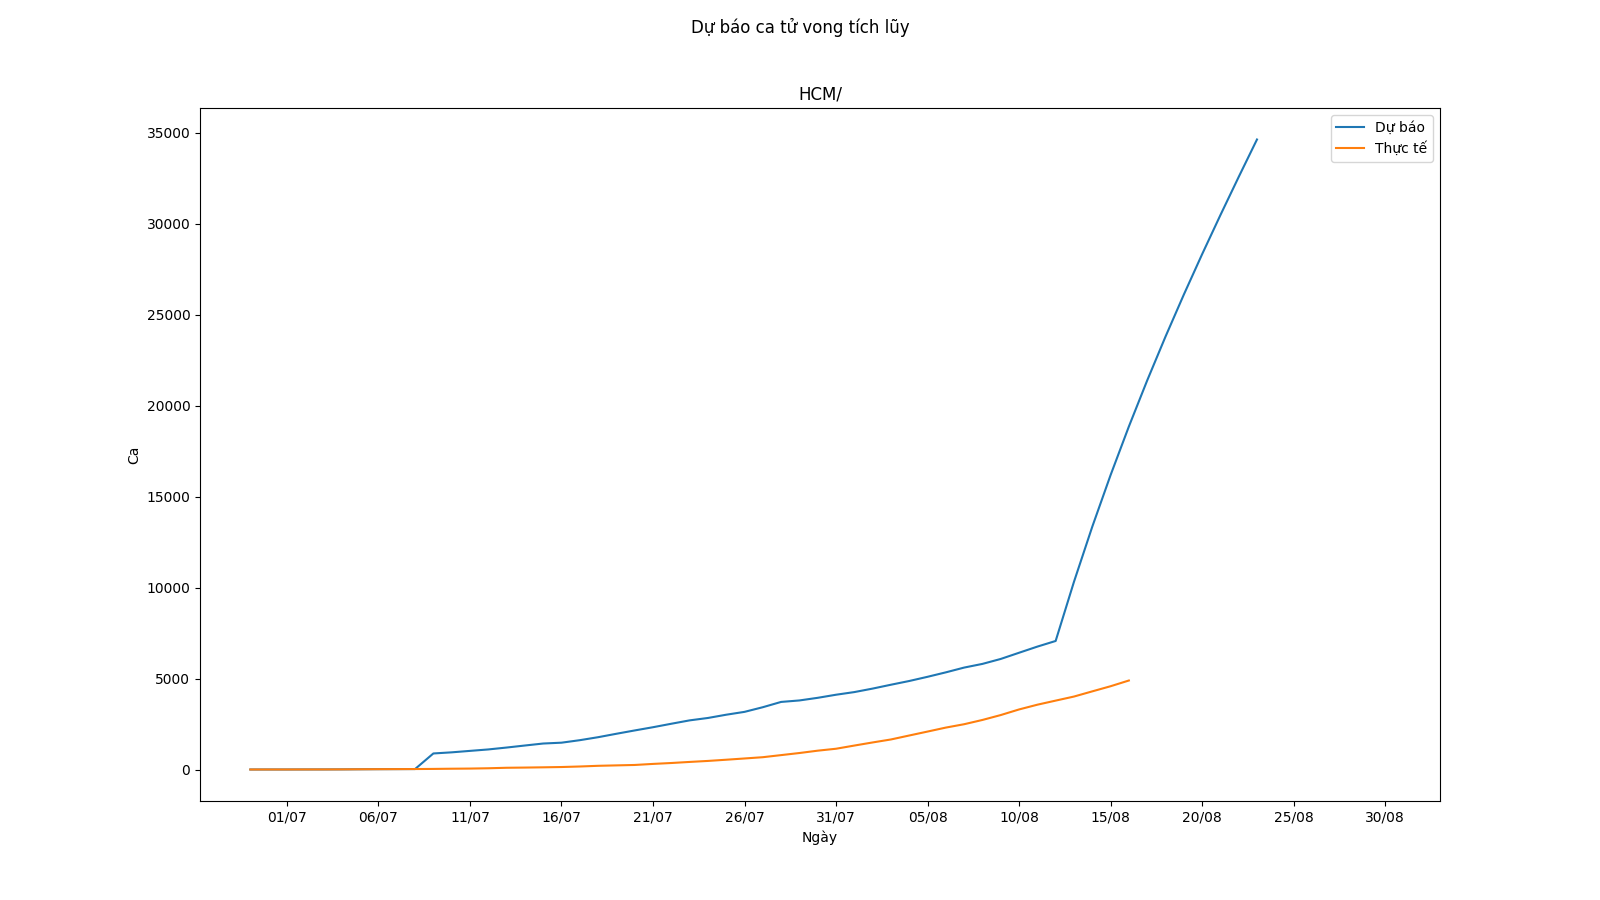 Dự báo ca tử vong tích lũy
HCM/
35000
30000
25000
20000
15000
10000
5000
0
Ca
Dự báo
Thực tế
01/07 06/07 11/07 16/07 21/07 26/07 31/07 05/08 10/08 15/08 20/08 25/08 30/08
Ngày